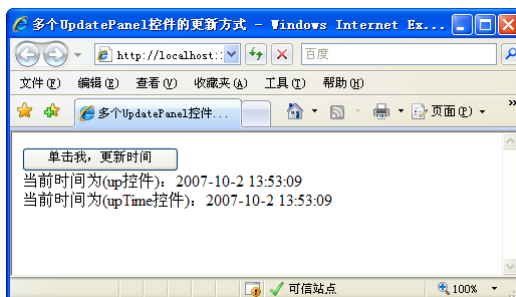 多个UpdatePanel控件的更新方式 - Windows Internet Ex...
http://localhost:
百度
文件(F) 编辑(E) 查看(V) 收藏夹(A) 工具(T) 帮助(H)
多个UpdatePanel控件... 页面(P) »
单击我，更新时间
当前时间为(up控件)：2007-10-2 13:53:09
当前时间为(upTime控件)：2007-10-2 13:53:09
可信站点 100%